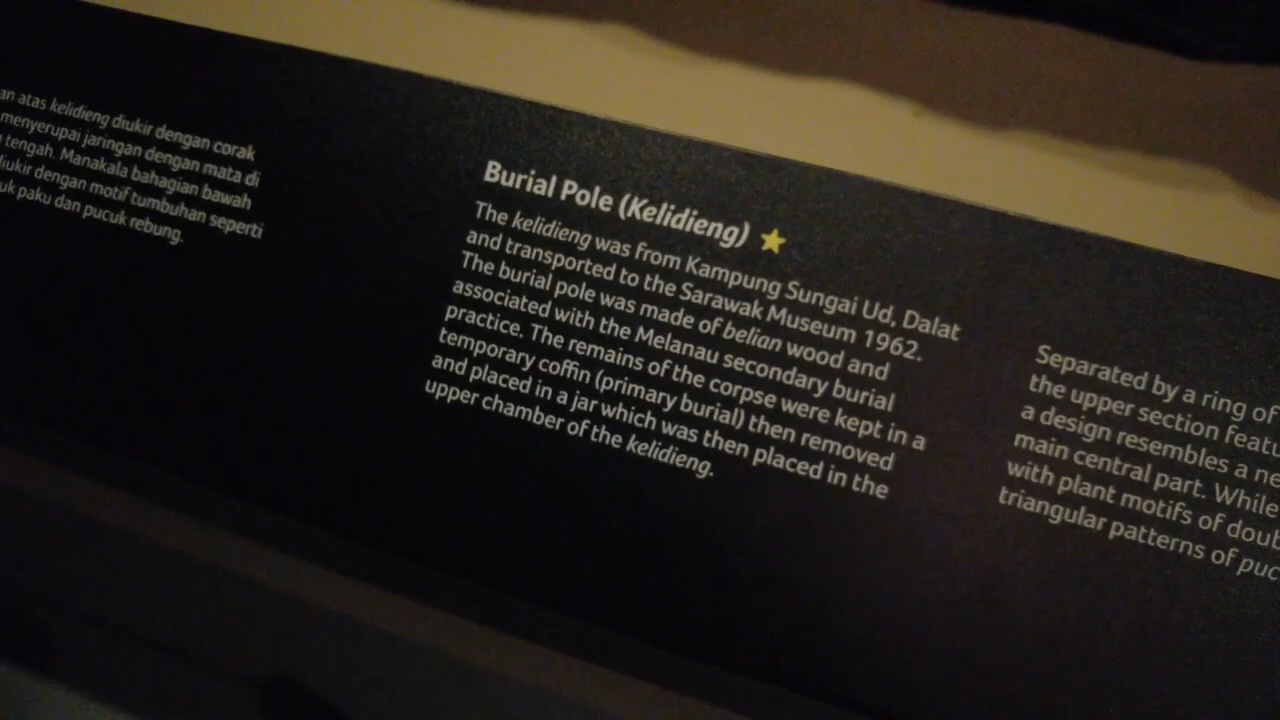 an atas kelidieng diukir dengan corak
menyerupai jaringan dengan mata di
tengah. Manakala bahagian bawah
diukir dengan motif tumbuhan seperti
uk paku dan pucuk rebung.
Burial Pole (Kelidieng)
The kelidieng was from Kampung Sungai Ud, Dalat
and transported to the Sarawak Museum 1962.
The burial pole was made of belian wood and
associated with the Melanau secondary burial
practice. The remains of the corpse were kept in a
temporary coffin (primary burial) then removed
and placed in a jar which was then placed in the
upper chamber of the kelidieng.
Separated by a ring of
the upper section featu
a design resembles a ne
main central part. While
with plant motifs of doub
triangular patterns of puc